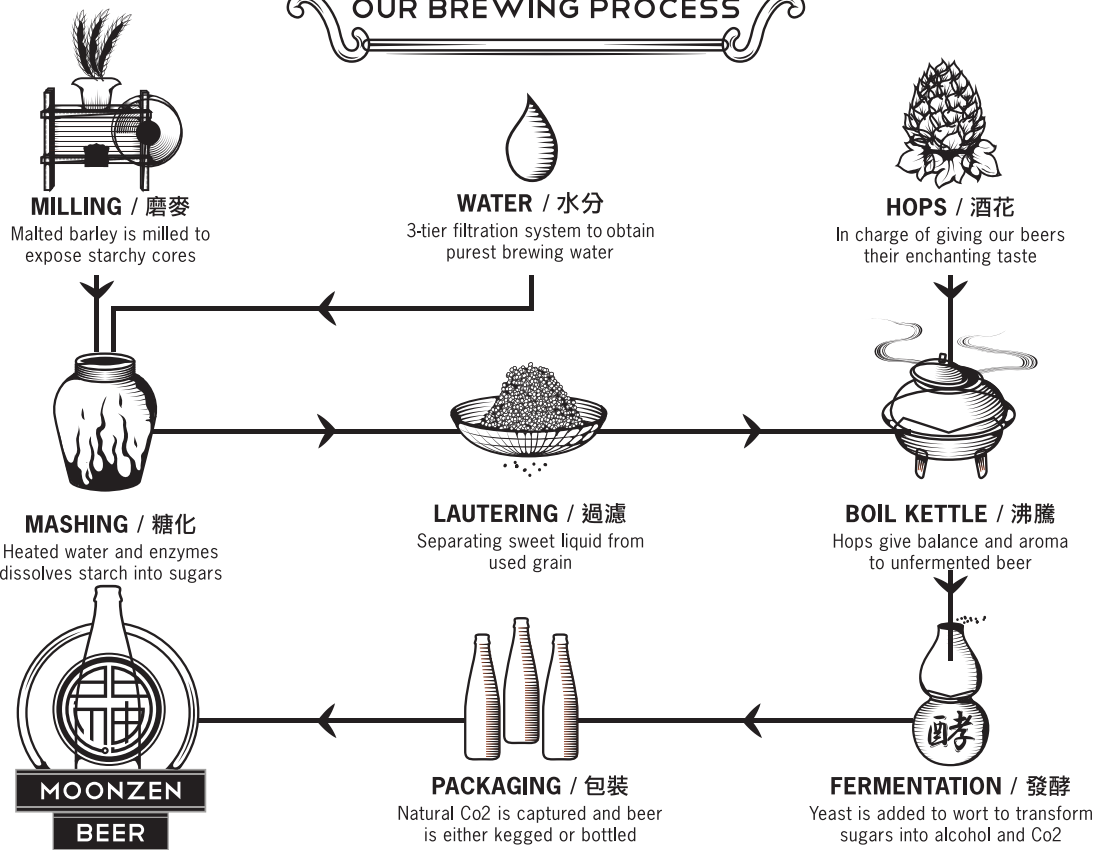 OUR BREWING PROCESS
MILLING / 磨麥
Malted barley is milled to
expose starchy cores
WATER / 水分
3-tier filtration system to obtain
purest brewing water
HOPS / 酒花
In charge of giving our beers
their enchanting taste
MASHING / 糖化
Heated water and enzymes
dissolves starch into sugars
LAUTERING / 過濾
Separating sweet liquid from
used grain
BOIL KETTLE / 沸騰
Hops give balance and aroma
to unfermented beer
MOONZEN
BEER
PACKAGING / 包裝
Natural Co2 is captured and beer
is either kegged or bottled
酵
FERMENTATION / 發酵
Yeast is added to wort to transform
sugars into alcohol and Co2